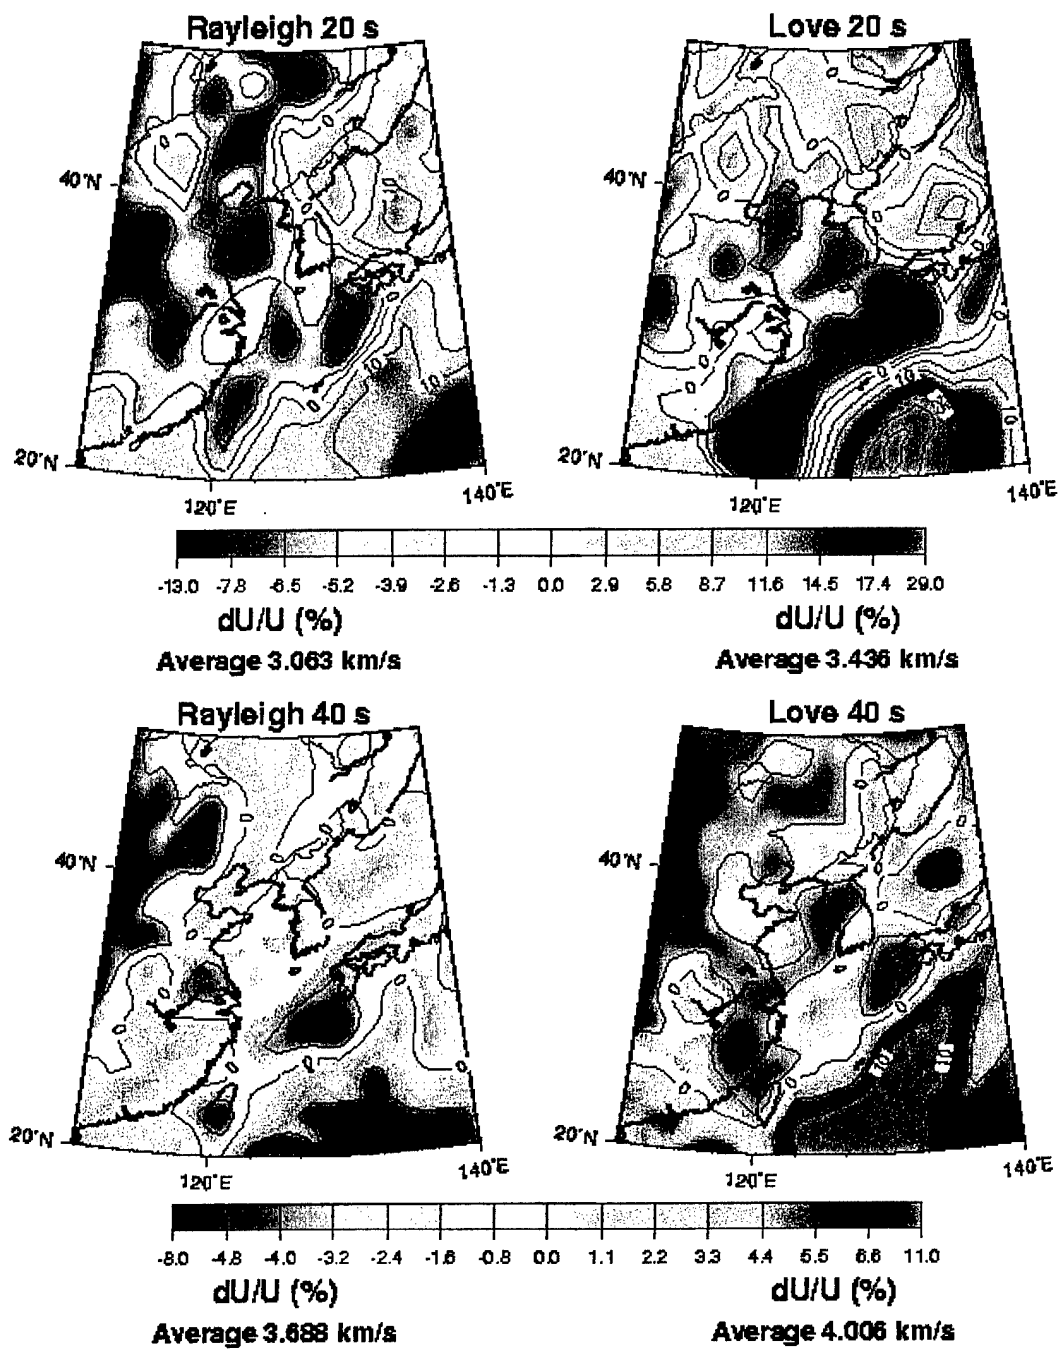 Rayleigh 20 s
Love 20 s
40°N
40°N
20°N
20°N
120°E
140°E
120°E
140°E
-13.0 -7.8 -6.5 -5.2 -3.9 -2.6 -1.3 0.0 2.9 5.8 8.7 11.6 14.5 17.4 29.0
dU/U (%)
dU/U (%)
Average 3.063 km/s
Average 3.436 km/s
Rayleigh 40 s
Love 40 s
40°N
40°N
20°N
20°N
120°E
140°E
120°E
140°E
-8.0 -4.8 -4.0 -3.2 -2.4 -1.6 -0.8 0.0 1.1 2.2 3.3 4.4 5.5 6.6 11.0
dU/U (%)
dU/U (%)
Average 3.688 km/s
Average 4.006 km/s